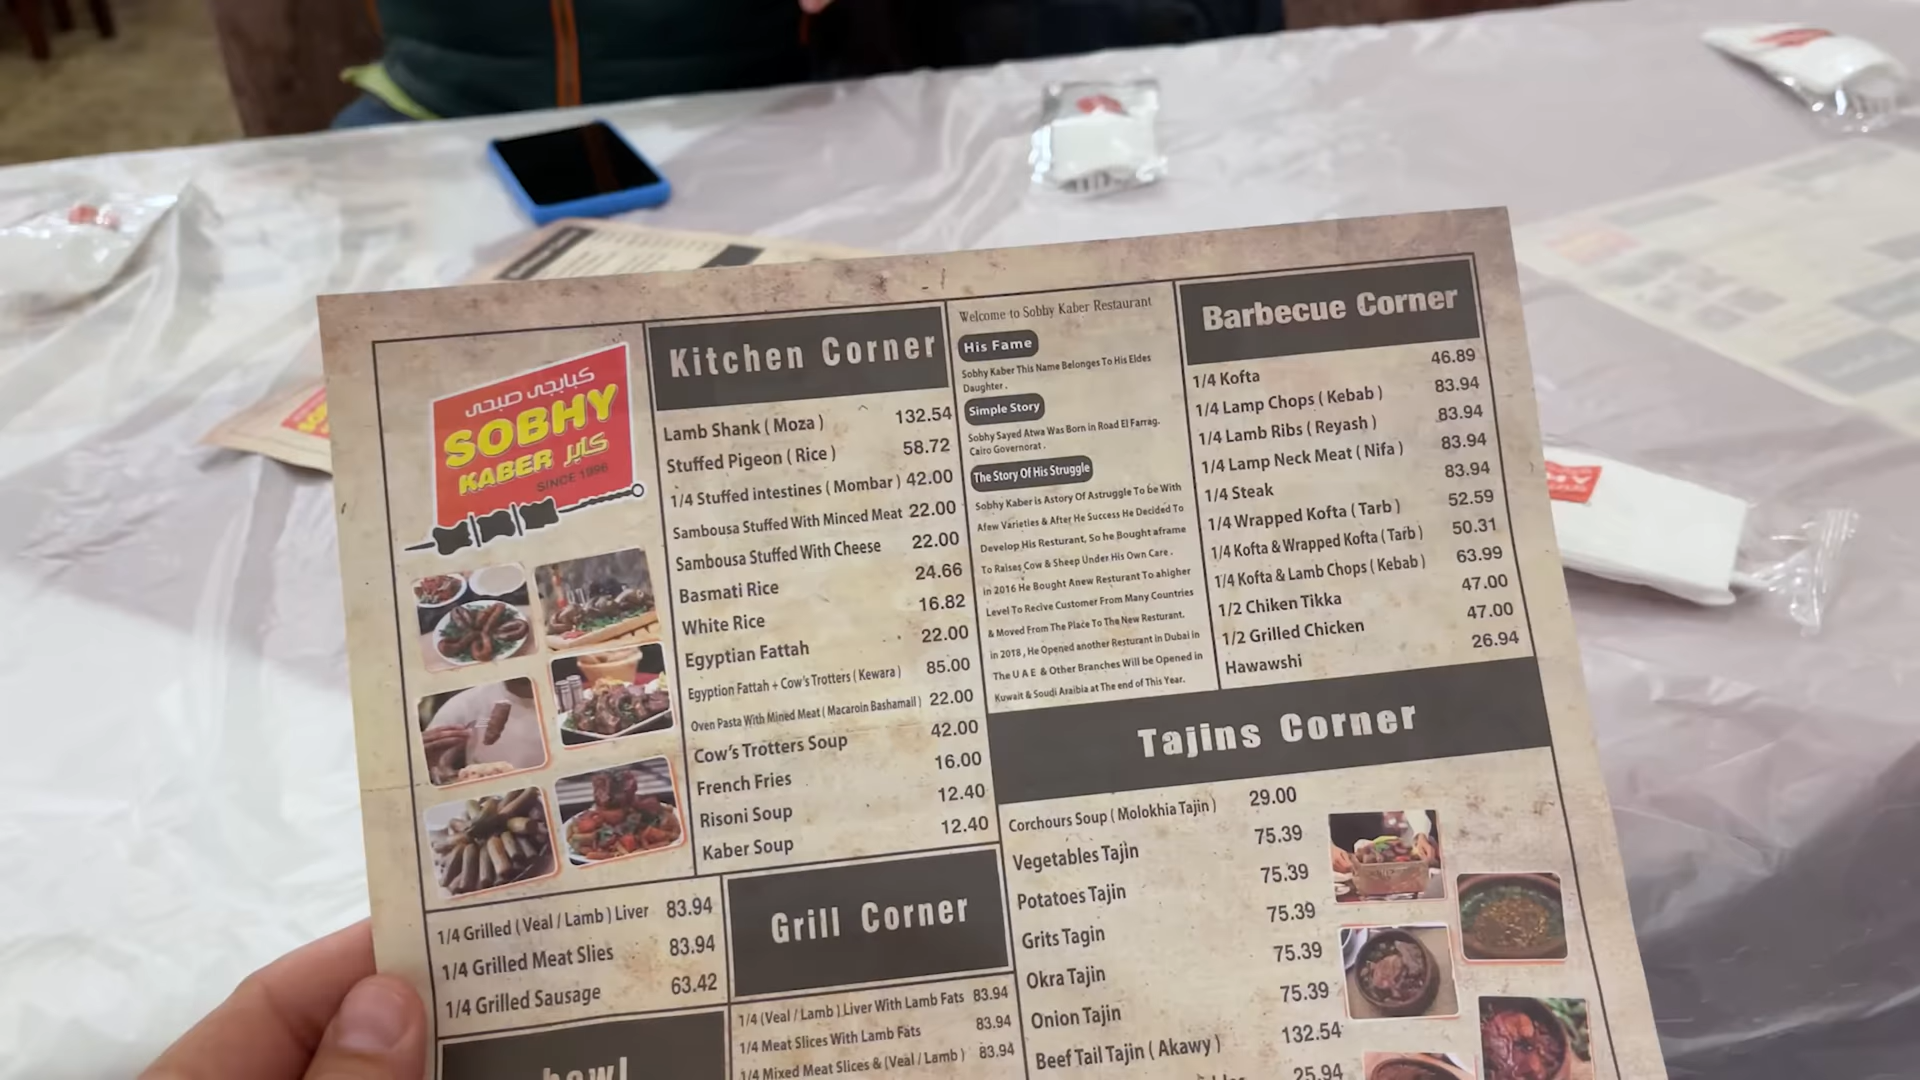 كبابجى صبحى
SOBHY
KABER كابر
SINCE 1996
Kitchen Corner
Lamb Shank ( Moza ) 132.54
Stuffed Pigeon ( Rice ) 58.72
1/4 Stuffed intestines ( Mombar ) 42.00
Sambousa Stuffed With Minced Meat 22.00
Sambousa Stuffed With Cheese 22.00
Basmati Rice 24.66
White Rice 16.82
Egyptian Fattah 22.00
Egyption Fattah + Cow's Trotters ( Kewara ) 85.00
Oven Pasta With Mined Meat ( Macaroin Bashamail ) 22.00
Cow's Trotters Soup 42.00
French Fries 16.00
Risoni Soup 12.40
Kaber Soup 12.40
Welcome to Sobby Kaber Restaurant
His Fame
Sobhy Kaber This Name Belonges To His Eldes
Daughter .
Simple Story
Sobhy Sayed Atwa Was Born in Road El Farrag.
Cairo Governorat .
The Story Of His Struggle
Sobhy Kaber is Astory Of Astruggle To be With
Afew Varieties & After He Success He Decided To
Develop His Resturant, So he Bought aframe
To Raises Cow & Sheep Under His Own Care .
in 2016 He Bought Anew Resturant To ahigher
Level To Recive Customer From Many Countries
& Moved From The Place To The New Resturant.
in 2018 , He Opened another Resturant in Dubai in
The U A E & Other Branches Will be Opened in
Kuwait & Soudi Araibia at The end of This Year.
Barbecue Corner
1/4 Kofta 46.89
1/4 Lamp Chops ( Kebab ) 83.94
1/4 Lamb Ribs ( Reyash ) 83.94
1/4 Lamp Neck Meat ( Nifa ) 83.94
1/4 Steak 83.94
1/4 Wrapped Kofta ( Tarb ) 52.59
1/4 Kofta & Wrapped Kofta ( Tarb ) 50.31
1/4 Kofta & Lamb Chops ( Kebab ) 63.99
1/2 Chiken Tikka 47.00
1/2 Grilled Chicken 47.00
Hawawshi 26.94
Tajins Corner
Corchours Soup ( Molokhia Tajin ) 29.00
Vegetables Tajin 75.39
Potatoes Tajin 75.39
Grits Tagin 75.39
Okra Tajin 75.39
Onion Tajin 75.39
Beef Tail Tajin ( Akawy ) 132.54
25.94
1/4 Grilled ( Veal / Lamb ) Liver 83.94
1/4 Grilled Meat Slies 83.94
1/4 Grilled Sausage 63.42
Grill Corner
1/4 (Veal / Lamb ) Liver With Lamb Fats 83.94
1/4 Meat Slices With Lamb Fats 83.94
1/4 Mixed Meat Slices & (Veal / Lamb ) 83.94